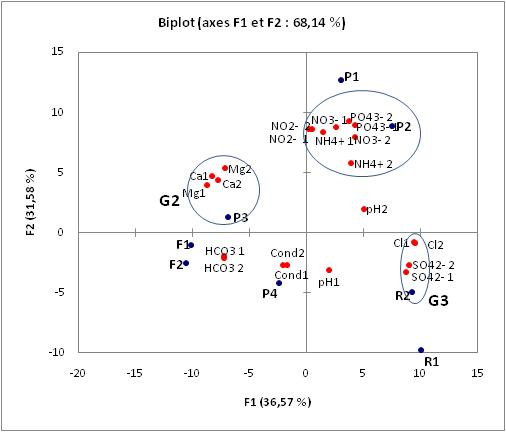 Biplot (axes F1 et F2 : 68,14 %)
15
P1
10
NO2- 2 NO3- 1 PO43- 2
PO43- 1 P2
NO2- 1 NH4+ 1 NO3- 2
NH4+ 2
5
Mg2
Ca1
Ca2
Mg1
G2
P3
pH2
F2 (31,58 %)
0
F1
Cl1 Cl2
HCO3 1 Cond2
F2
HCO3 2 Cond1
SO42- 2
SO42- 1
pH1
P4
R2 G3
-5
R1
-10
-20 -15 -10 -5 0 5 10 15
F1 (36,57 %)